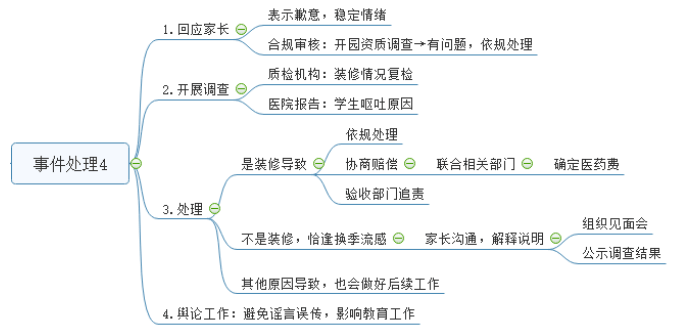 事件处理4
1.回应家长
表示歉意，稳定情绪
合规审核：开园资质调查→有问题，依规处理
2.开展调查
质检机构：装修情况复检
医院报告：学生呕吐原因
3.处理
是装修导致
依规处理
协商赔偿
联合相关部门
确定医药费
验收部门追责
不是装修，恰逢换季流感
家长沟通，解释说明
组织见面会
公示调查结果
其他原因导致，也会做好后续工作
4.舆论工作：避免谣言误传，影响教育工作